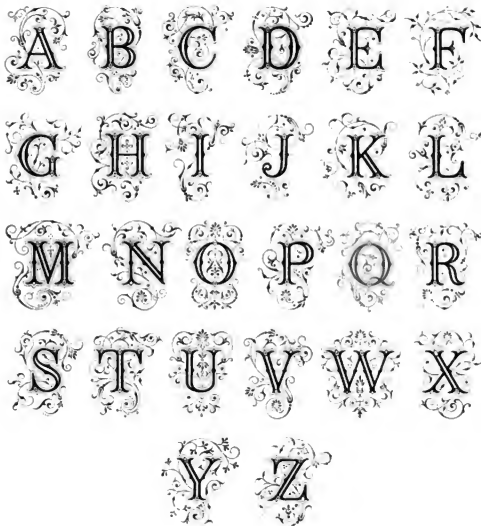 A B C D E F
G H I J K L
M N O P Q R
S T U V W X
Y Z